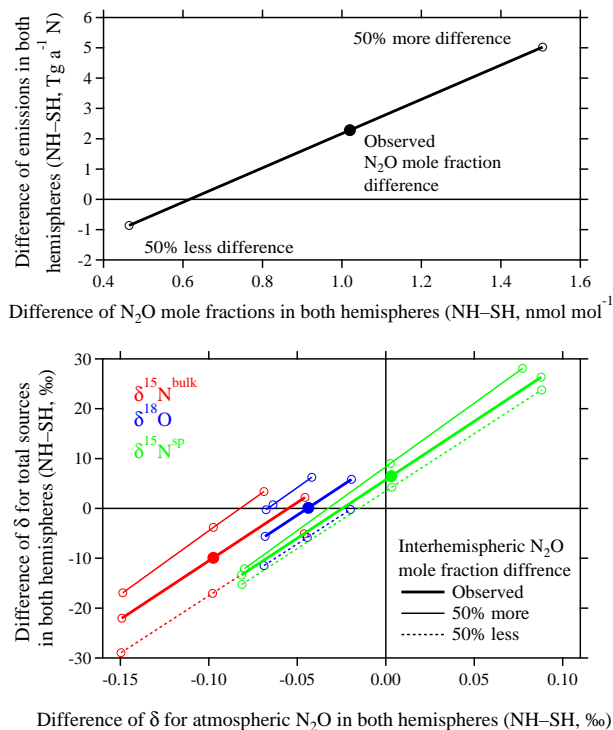 Difference of emissions in both
hemispheres (NH–SH, Tg a⁻¹ N)
6
5
4
3
2
1
0
-1
-2
50% more difference
Observed
N₂O mole fraction
difference
50% less difference
0.4
0.6
0.8
1.0
1.2
1.4
1.6
Difference of N₂O mole fractions in both hemispheres (NH–SH, nmol mol⁻¹
Difference of δ for total sources
in both hemispheres (NH–SH, ‰)
30
20
10
0
-10
-20
-30
δ¹⁵Nᵇᵘˡᵏ
δ¹⁸O
δ¹⁵Nˢᵖ
Interhemispheric N₂O
mole fraction diffrence
Observed
50% more
50% less
-0.15
-0.10
-0.05
0.00
0.05
0.10
Difference of δ for atmospheric N₂O in both hemispheres (NH–SH, ‰)